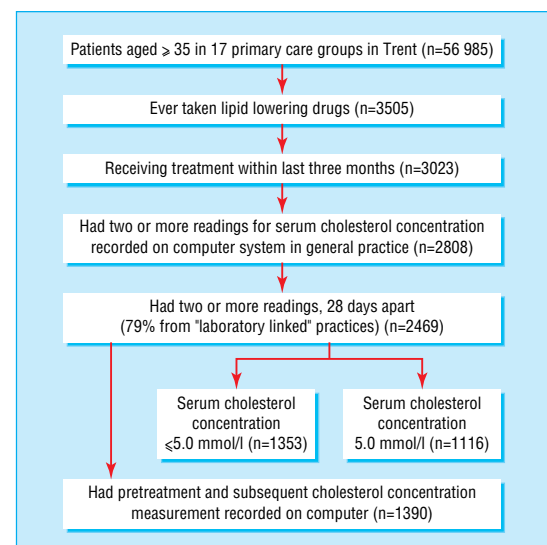 Patients aged ⩾ 35 in 17 primary care groups in Trent (n=56 985)
Ever taken lipid lowering drugs (n=3505)
Receiving treatment within last three months (n=3023)
Had two or more readings for serum cholesterol concentration
recorded on computer system in general practice (n=2808)
Had two or more readings, 28 days apart
(79% from "laboratory linked" practices) (n=2469)
Serum cholesterol
concentration
⩽5.0 mmol/l (n=1353)
Serum cholesterol
concentration
5.0 mmol/l (n=1116)
Had pretreatment and subsequent cholesterol concentration
measurement recorded on computer (n=1390)